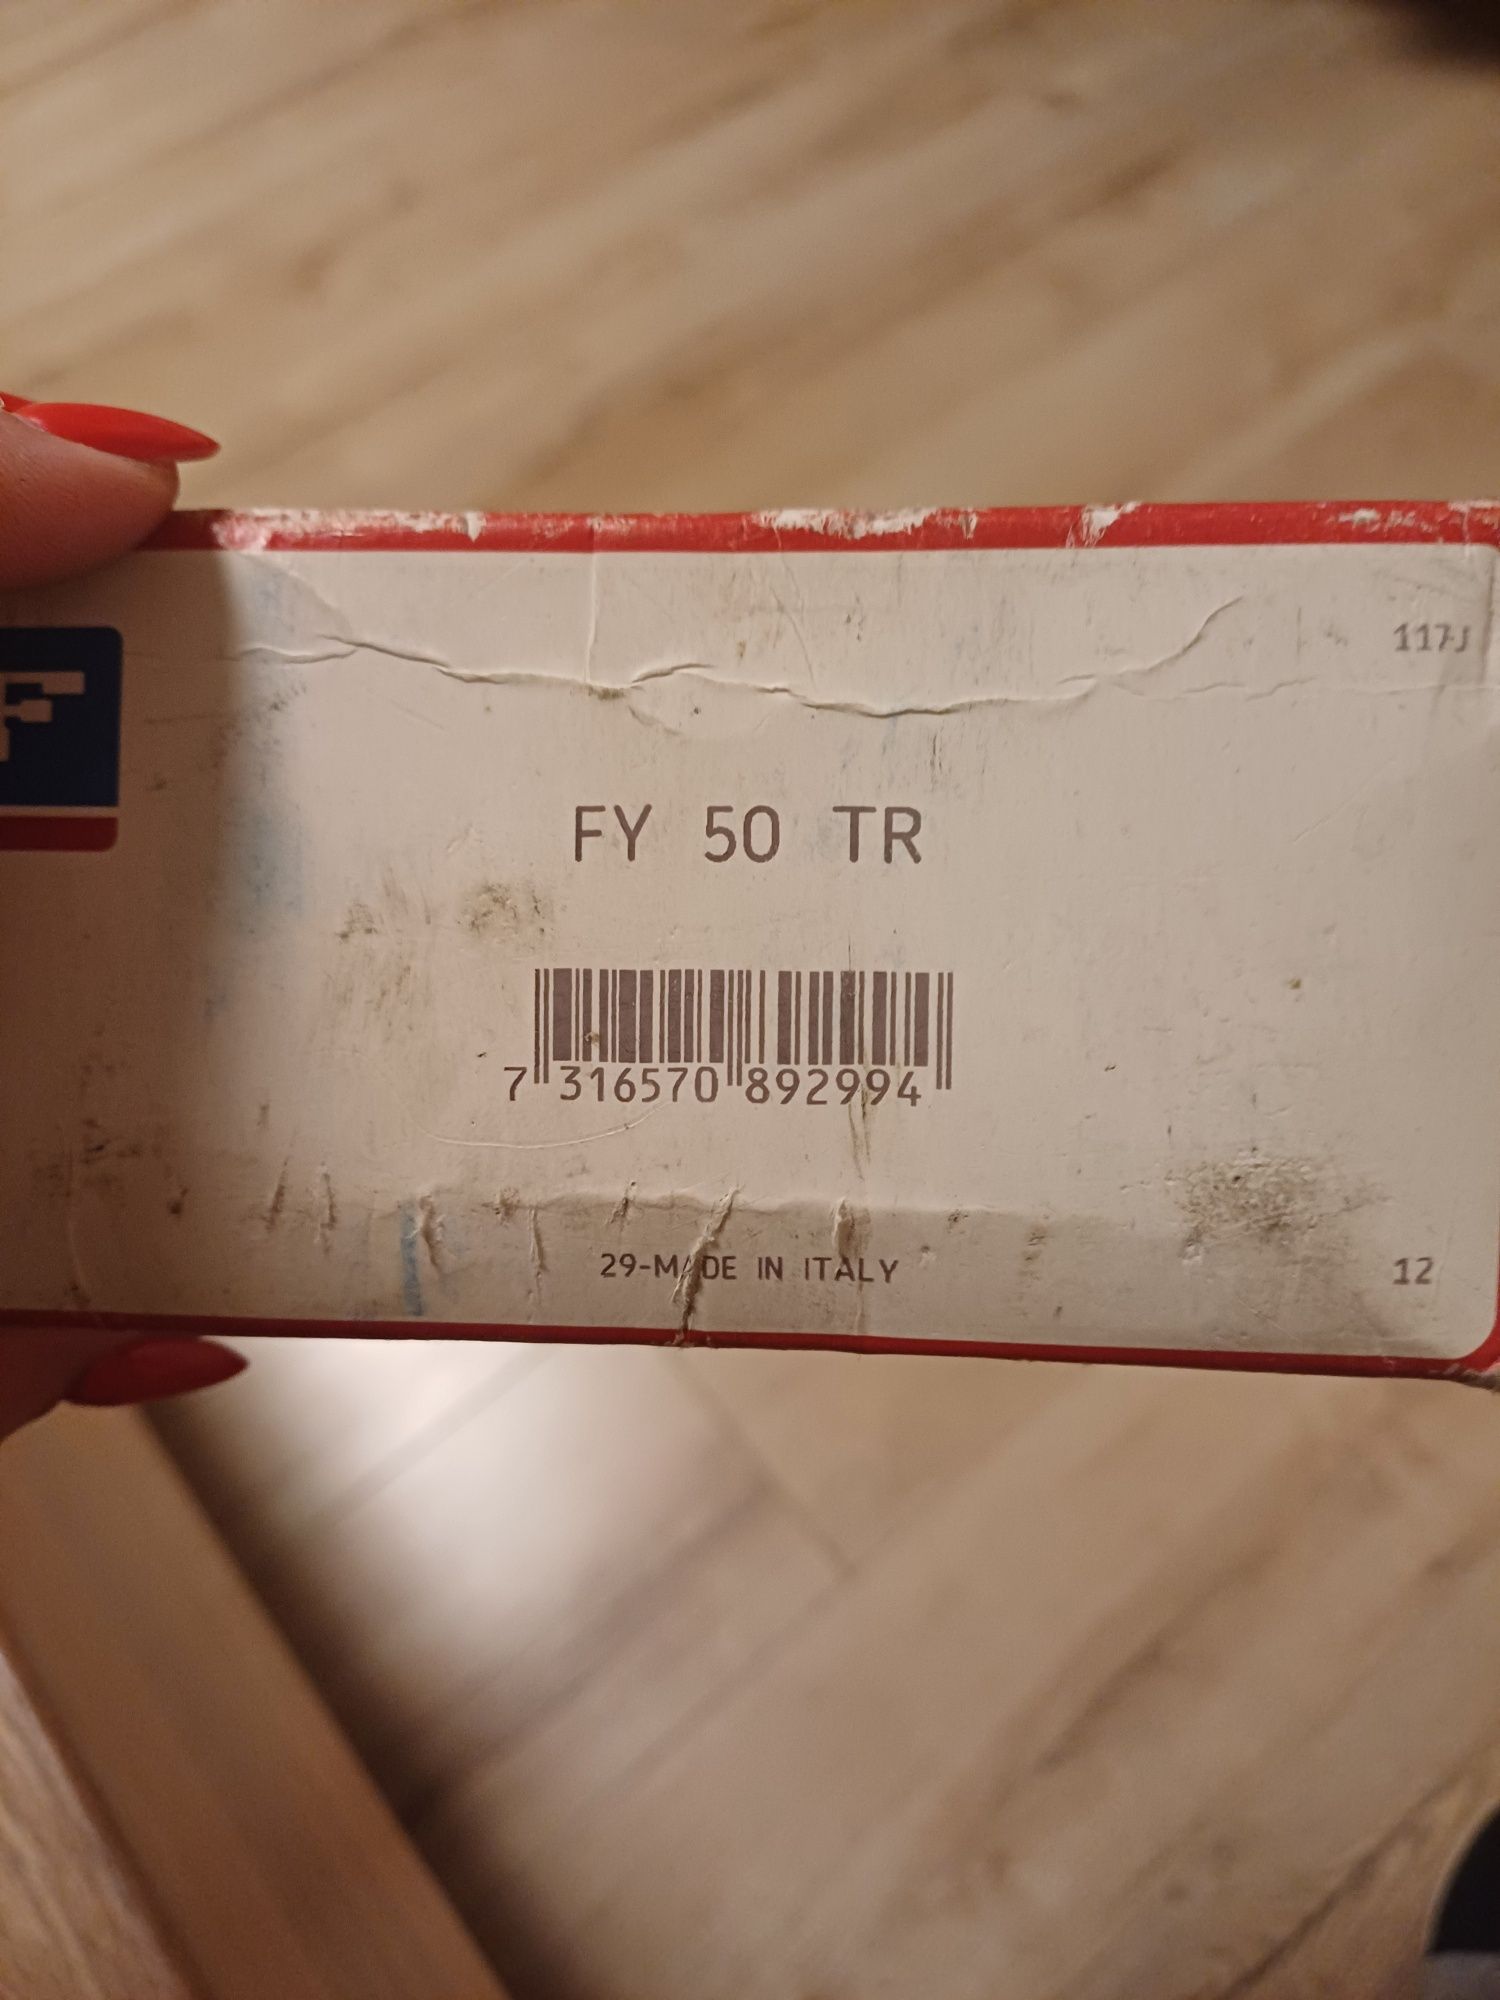 117J
F
FY 50 TR
7 316570 892994
29-MADE IN ITALY
12